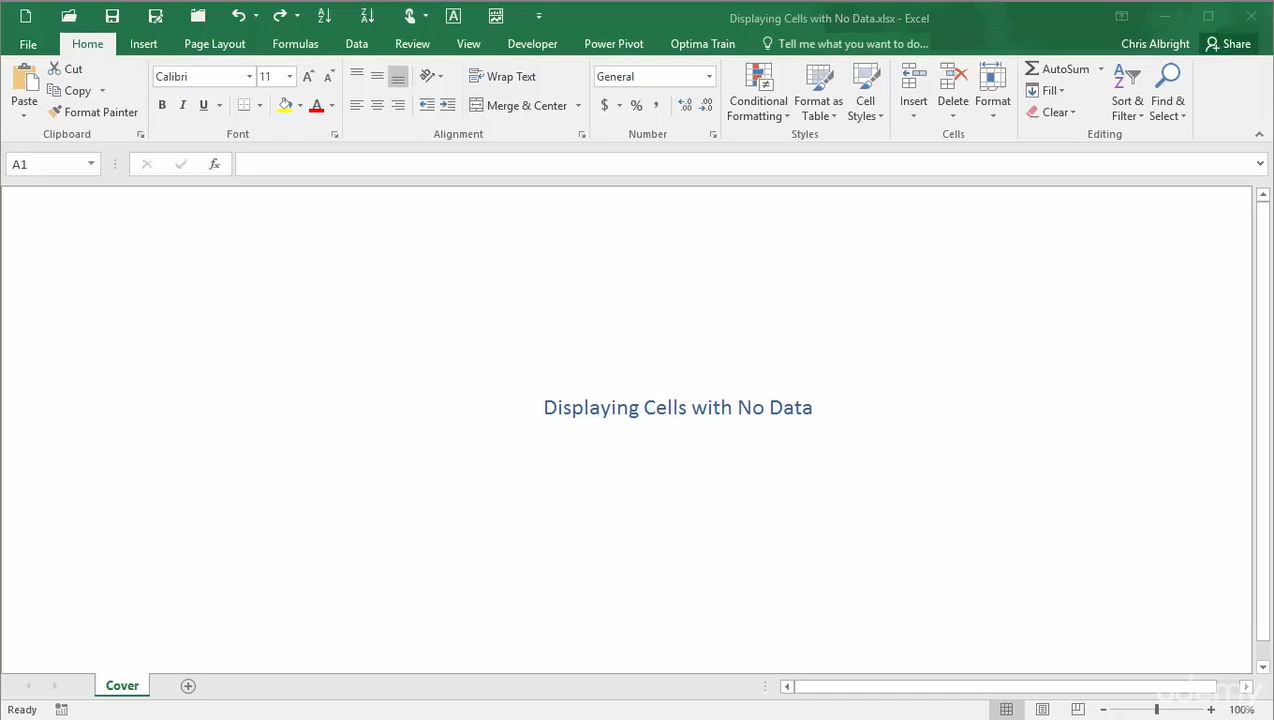 Displaying Cells with No Data.xlsx - Excel
File Home Insert Page Layout Formulas Data Review View Developer Power Pivot Optima Train Tell me what you want to do... Chris Albright Share
Paste
Cut
Copy
Format Painter
Clipboard
Calibri 11
B I U
Font
Wrap Text
Merge & Center
Alignment
General
$ % ,
Number
Conditional Formatting
Format as Table
Cell Styles
Styles
Insert
Delete
Format
Cells
AutoSum
Fill
Clear
Sort & Filter
Find & Select
Editing
A1
fx
Displaying Cells with No Data
Cover
Ready
100%
udemy